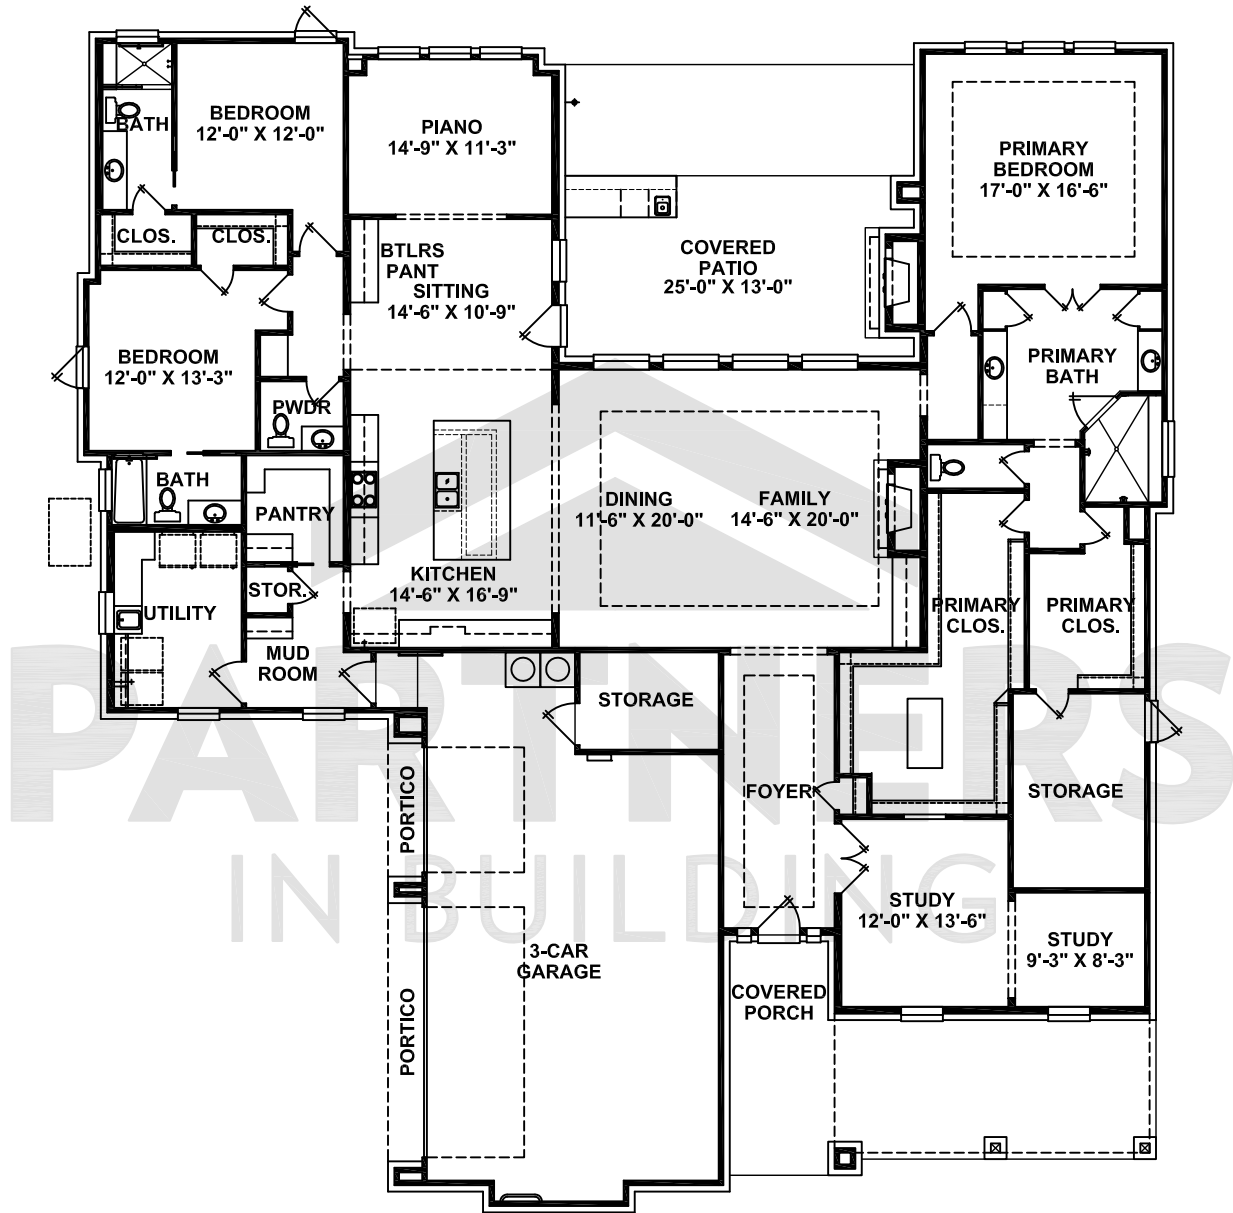 BEDROOM
12'-0" X 12'-0"
BATH
PIANO
14'-9" X 11'-3"
PRIMARY
BEDROOM
17'-0" X 16'-6"
CLOS.
CLOS.
BTLRS
PANT
SITTING
14'-6" X 10'-9"
COVERED
PATIO
25'-0" X 13'-0"
BEDROOM
12'-0" X 13'-3"
PRIMARY
BATH
PWDR
BATH
PANTRY
DINING
11'-6" X 20'-0"
FAMILY
14'-6" X 20'-0"
KITCHEN
14'-6" X 16'-9"
STOR.
UTILITY
MUD
ROOM
PRIMARY
CLOS.
PRIMARY
CLOS.
STORAGE
FOYER
STORAGE
PORTICO
STUDY
12'-0" X 13'-6"
STUDY
9'-3" X 8'-3"
3-CAR
GARAGE
COVERED
PORCH
PORTICO
PARTNERS
IN BUILDING